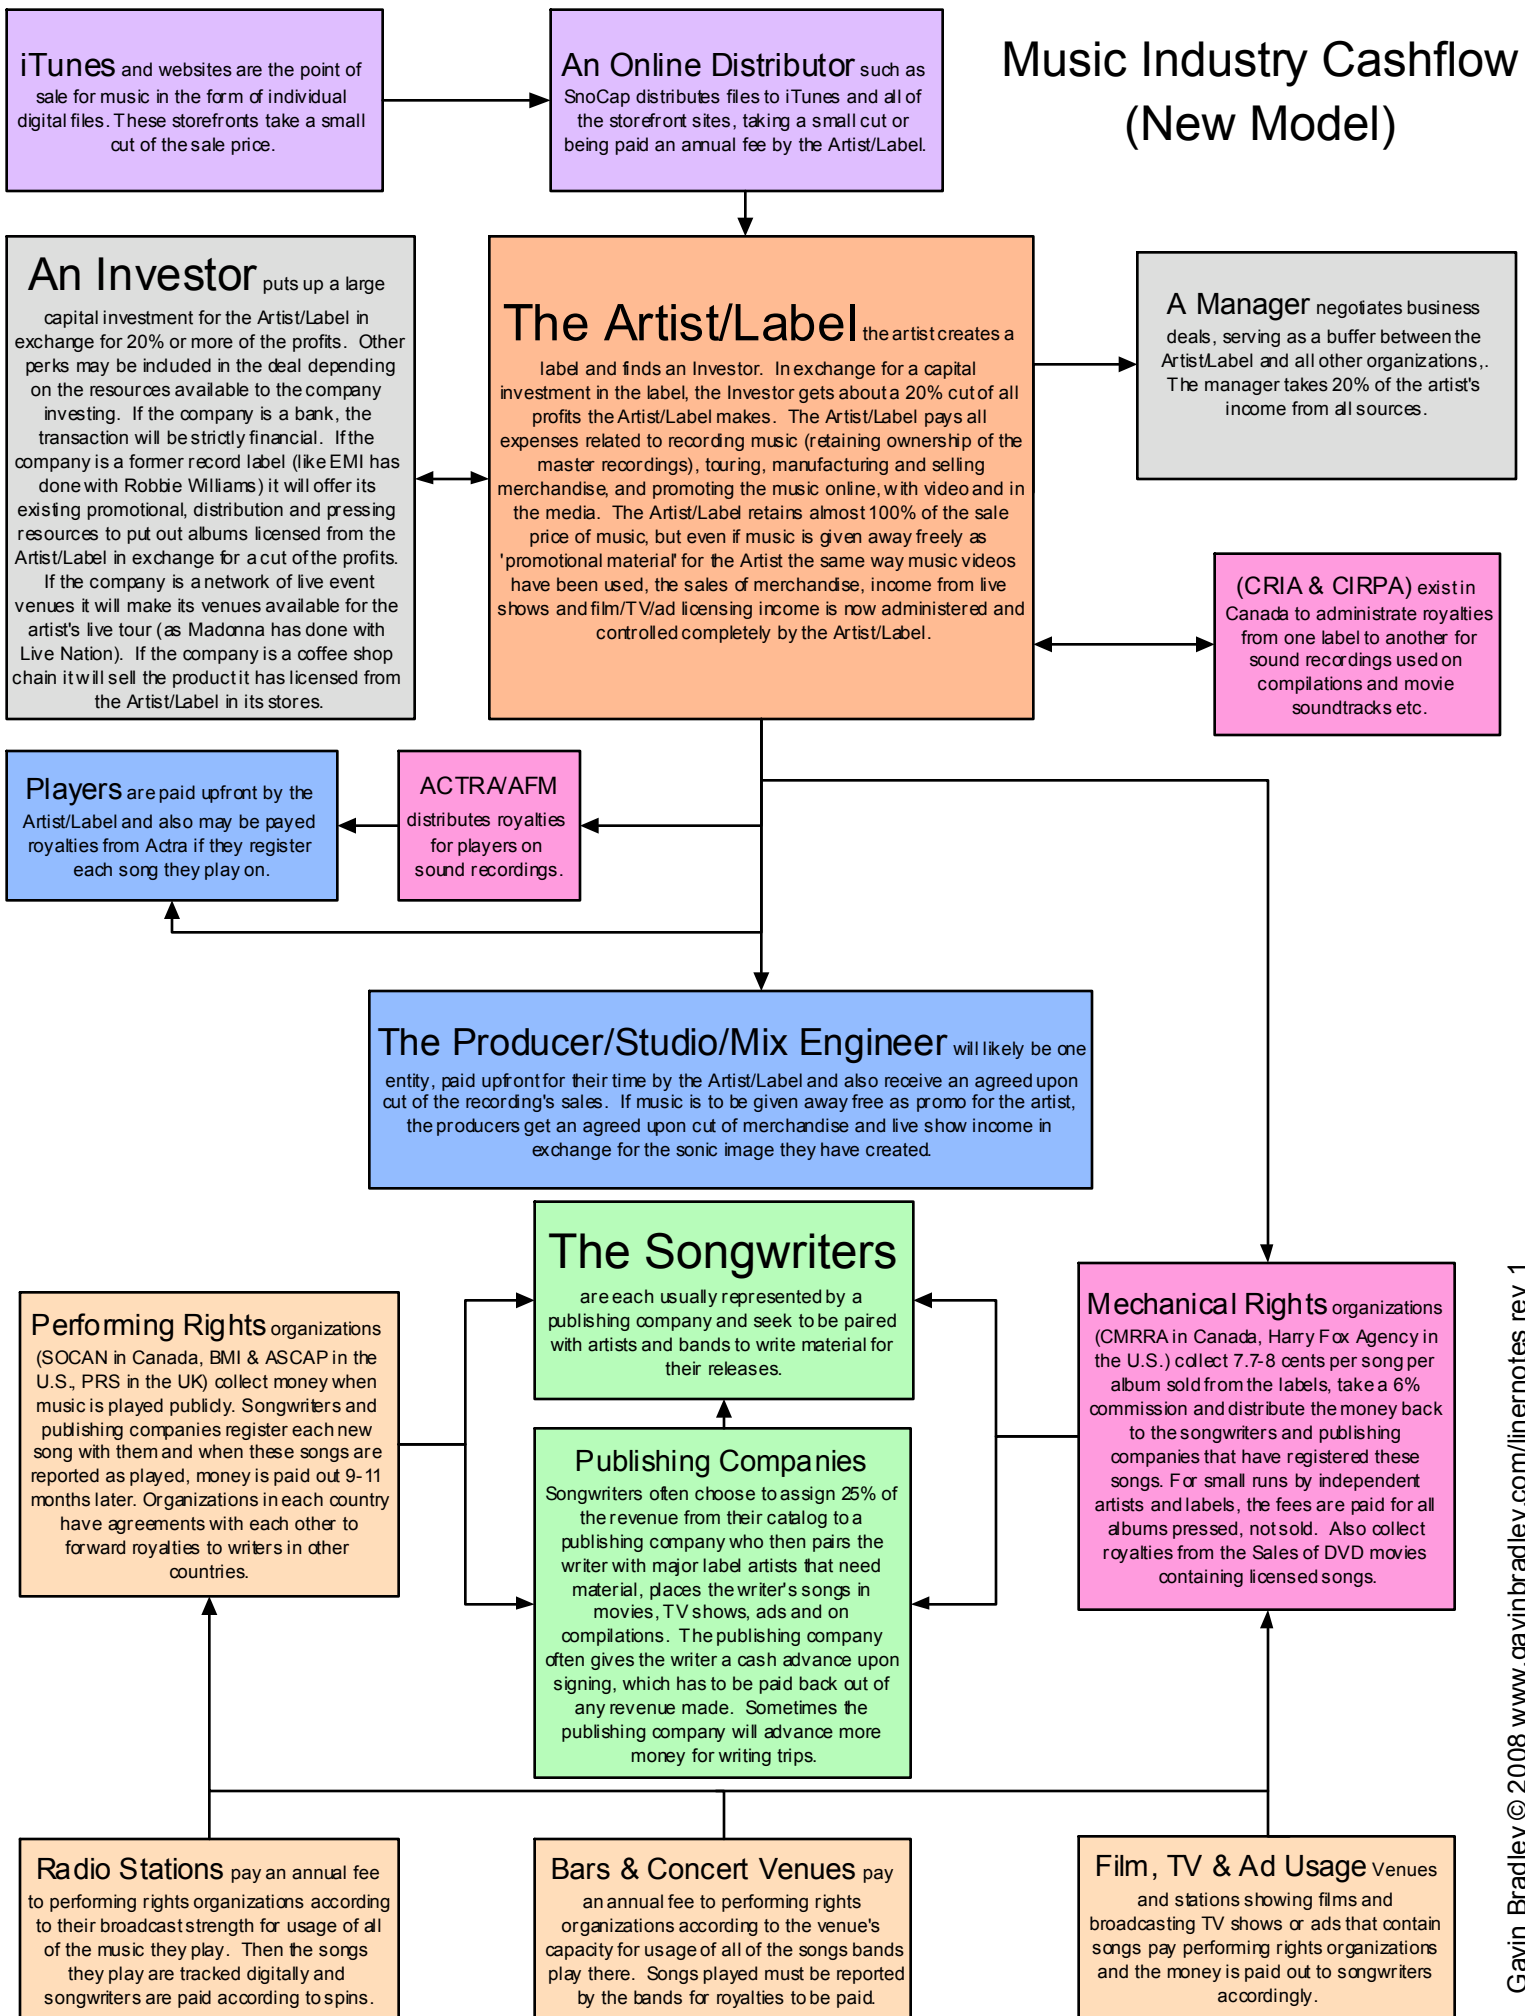 Music Industry Cashflow
(New Model)
iTunes and websites are the point of
sale for music in the form of individual
digital files. These storefronts take a small
cut of the sale price.
An Online Distributor such as
SnoCap distributes files to iTunes and all of
the storefront sites, taking a small cut or
being paid an annual fee by the Artist/Label.
An Investor puts up a large
capital investment for the Artist/Label in
exchange for 20% or more of the profits. Other
perks may be included in the deal depending
on the resources available to the company
investing. If the company is a bank, the
transaction will be strictly financial. If the
company is a former record label (like EMI has
done with Robbie Williams) it will offer its
existing promotional, distribution and pressing
resources to put out albums licensed from the
Artist/Label in exchange for a cut of the profits.
If the company is a network of live event
venues it will make its venues available for the
artist's live tour (as Madonna has done with
Live Nation). If the company is a coffee shop
chain it will sell the product it has licensed from
the Artist/Label in its stores.
The Artist/Label the artist creates a
label and finds an Investor. In exchange for a capital
investment in the label, the Investor gets about a 20% cut of all
profits the Artist/Label makes. The Artist/Label pays all
expenses related to recording music (retaining ownership of the
master recordings), touring, manufacturing and selling
merchandise, and promoting the music online, with video and in
the media. The Artist/Label retains almost 100% of the sale
price of music, but even if music is given away freely as
'promotional material' for the Artist the same way music videos
have been used, the sales of merchandise, income from live
shows and film/TV/ad licensing income is now administered and
controlled completely by the Artist/Label.
A Manager negotiates business
deals, serving as a buffer between the
Artist/Label and all other organizations,.
The manager takes 20% of the artist's
income from all sources.
(CRIA & CIRPA) exist in
Canada to administrate royalties
from one label to another for
sound recordings used on
compilations and movie
soundtracks etc.
Players are paid upfront by the
Artist/Label and also may be payed
royalties from Actra if they register
each song they play on.
ACTRA/AFM
distributes royalties
for players on
sound recordings.
The Producer/Studio/Mix Engineer will likely be one
entity, paid upfront for their time by the Artist/Label and also receive an agreed upon
cut of the recording's sales. If music is to be given away free as promo for the artist,
the producers get an agreed upon cut of merchandise and live show income in
exchange for the sonic image they have created.
The Songwriters
are each usually represented by a
publishing company and seek to be paired
with artists and bands to write material for
their releases.
Performing Rights organizations
(SOCAN in Canada, BMI & ASCAP in the
U.S., PRS in the UK) collect money when
music is played publicly. Songwriters and
publishing companies register each new
song with them and when these songs are
reported as played, money is paid out 9-11
months later. Organizations in each country
have agreements with each other to
forward royalties to writers in other
countries.
Publishing Companies
Songwriters often choose to assign 25% of
the revenue from their catalog to a
publishing company who then pairs the
writer with major label artists that need
material, places the writer's songs in
movies, TV shows, ads and on
compilations. The publishing company
often gives the writer a cash advance upon
signing, which has to be paid back out of
any revenue made. Sometimes the
publishing company will advance more
money for writing trips.
Mechanical Rights organizations
(CMRRA in Canada, Harry Fox Agency in
the U.S.) collect 7.7-8 cents per song per
album sold from the labels, take a 6%
commission and distribute the money back
to the songwriters and publishing
companies that have registered these
songs. For small runs by independent
artists and labels, the fees are paid for all
albums pressed, not sold. Also collect
royalties from the Sales of DVD movies
containing licensed songs.
Radio Stations pay an annual fee
to performing rights organizations according
to their broadcast strength for usage of all
of the music they play. Then the songs
they play are tracked digitally and
songwriters are paid according to spins.
Bars & Concert Venues pay
an annual fee to performing rights
organizations according to the venue's
capacity for usage of all of the songs bands
play there. Songs played must be reported
by the bands for royalties to be paid.
Film, TV & Ad Usage Venues
and stations showing films and
broadcasting TV shows or ads that contain
songs pay performing rights organizations
and the money is paid out to songwriters
accordingly.
Gavin Bradley © 2008 www.gavinbradley.com/linernotes rev 1